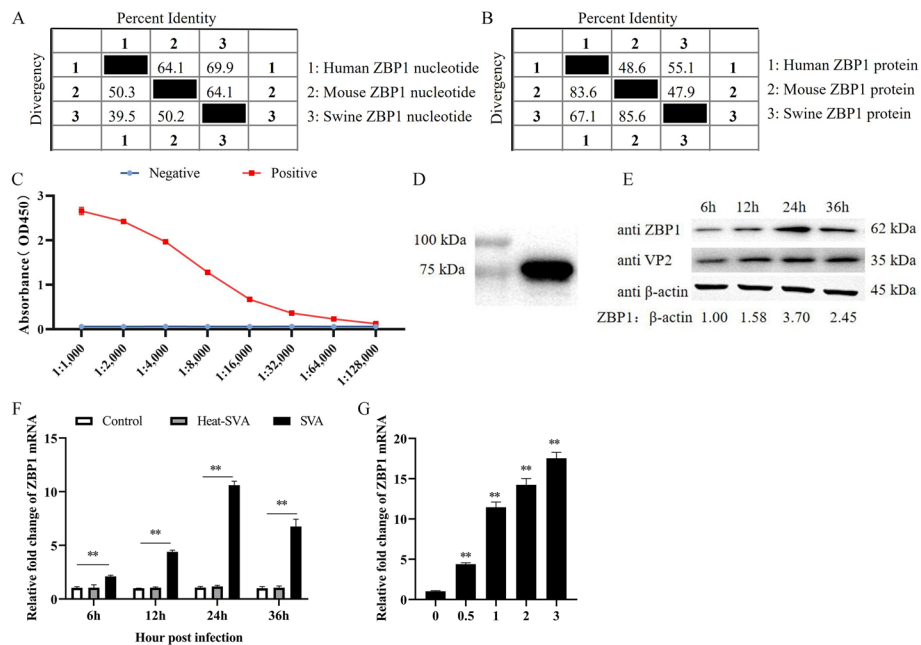 A
Percent Identity
1 2 3
1 64.1 69.9 1 1: Human ZBP1 nucleotide
Divergency
2 50.3 64.1 2 2: Mouse ZBP1 nucleotide
3 39.5 50.2 3 3: Swine ZBP1 nucleotide
1 2 3
B
Percent Identity
1 2 3
1 48.6 55.1 1 1: Human ZBP1 protein
Divergency
2 83.6 47.9 2 2: Mouse ZBP1 protein
3 67.1 85.6 3 3: Swine ZBP1 protein
1 2 3
C
Negative Positive
Absorbance( OD450)
3
2
1
0
1:1,000 1:2,000 1:4,000 1:8,000 1:16,000 1:32,000 1:64,000 1:128,000
D
100 kDa
75 kDa
E
6h 12h 24h 36h
anti ZBP1 62 kDa
anti VP2 35 kDa
anti β-actin 45 kDa
ZBP1: β-actin 1.00 1.58 3.70 2.45
F
Control Heat-SVA SVA
Relative fold change of ZBP1 mRNA
15
10
5
0
** ** ** **
6h 12h 24h 36h
Hour post infection
G
Relative fold change of ZBP1 mRNA
20
15
10
5
0
** ** ** **
0 0.5 1 2 3